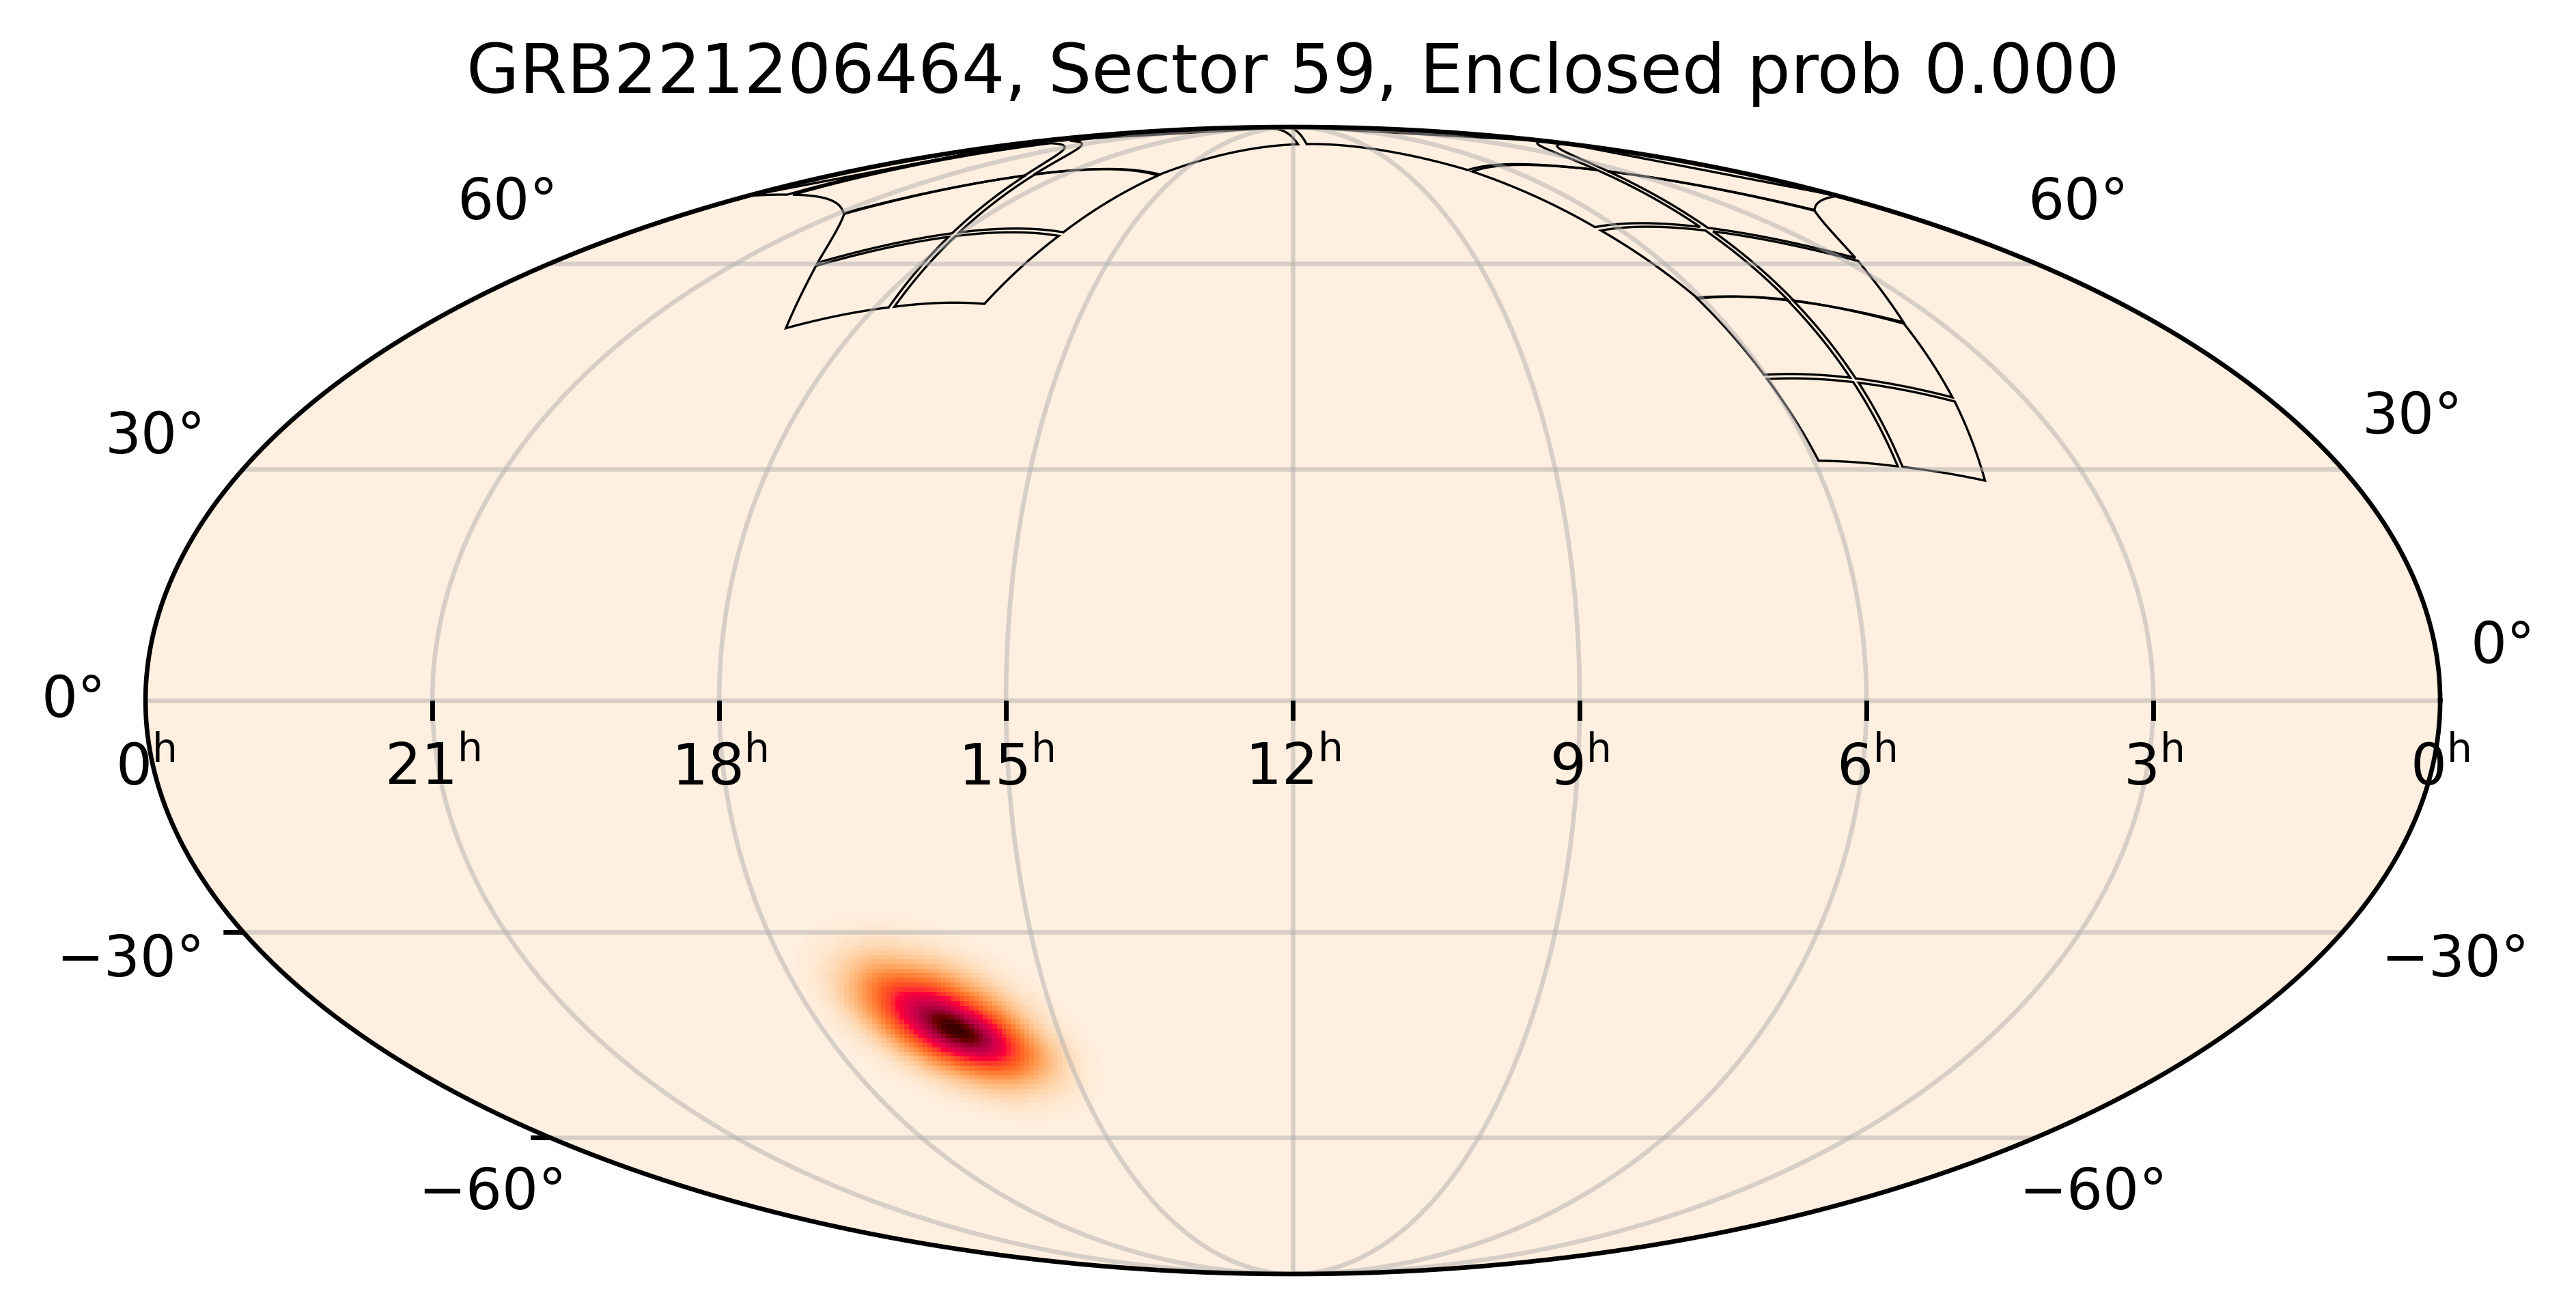 GRB221206464, Sector 59, Enclosed prob 0.000
60° 60°
30° 30°
0° 0°
0ʰ 21ʰ 18ʰ 15ʰ 12ʰ 9ʰ 6ʰ 3ʰ 0ʰ
−30° −30°
−60° −60°